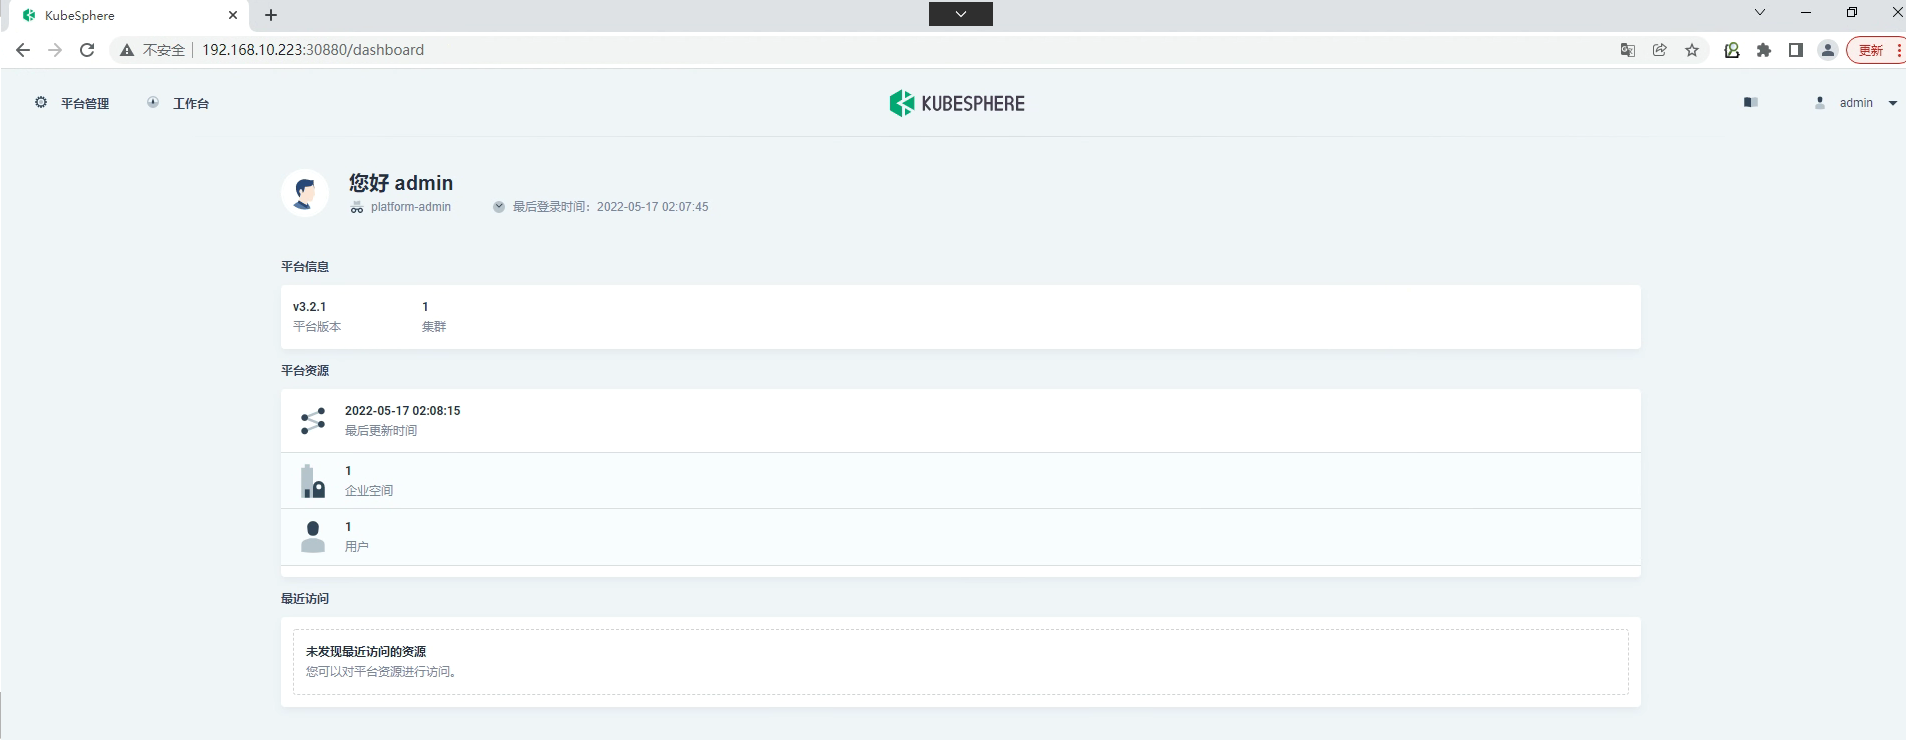 KubeSphere
不安全 192.168.10.223:30880/dashboard
更新
平台管理 工作台 KUBESPHERE admin
您好 admin
platform-admin 最后登录时间：2022-05-17 02:07:45
平台信息
v3.2.1 1
平台版本 集群
平台资源
2022-05-17 02:08:15
最后更新时间
1
企业空间
1
用户
最近访问
未发现最近访问的资源
您可以对平台资源进行访问。